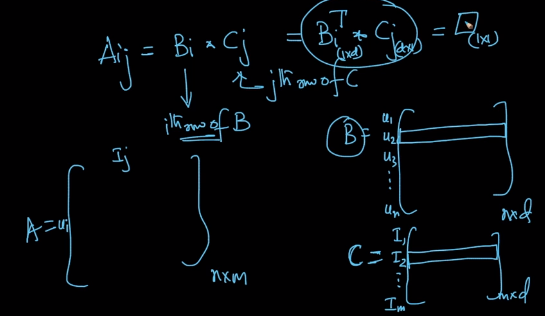 Aij = Bi * Cj = Bi^T (1xd) * Cj (dx1) = □ (1x1)
jth row of C
ith row of B
B =
u1
u2
u3
⋮
un
nxd
Ij
A = ui
nxm
C =
I1
I2
⋮
Im
mxd